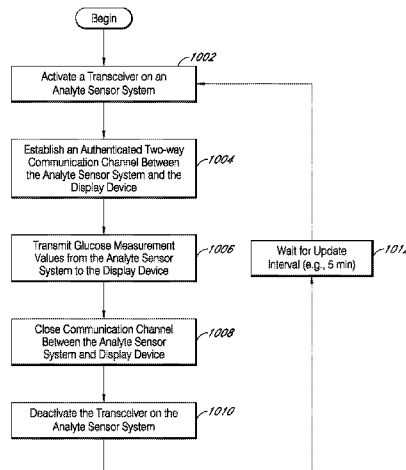 Begin
1002
Activate a Transceiver on an
Analyte Sensor System
Establish an Authenticated Two-way
Communication Channel Between
the Analyte Sensor System and the
Display Device
1004
Transmit Glucose Measurement
Values from the Analyte Sensor
System to the Display Device
1006
Wait for Update
Interval (e.g., 5 min)
1012
Close Communication Channel
Between the Analyte Sensor
System and Display Device
1008
Deactivate the Transceiver on the
Analyte Sensor System
1010